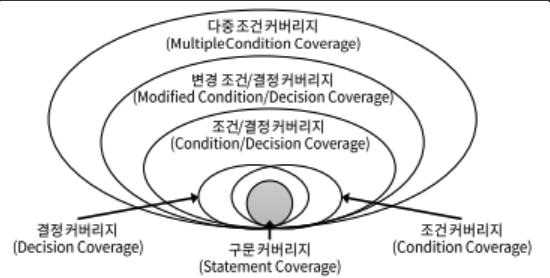 다중 조건 커버리지
(Multiple Condition Coverage)
변경 조건/결정 커버리지
(Modified Condition/Decision Coverage)
조건/결정 커버리지
(Condition/Decision Coverage)
결정 커버리지
(Decision Coverage)
구문 커버리지
(Statement Coverage)
조건 커버리지
(Condition Coverage)